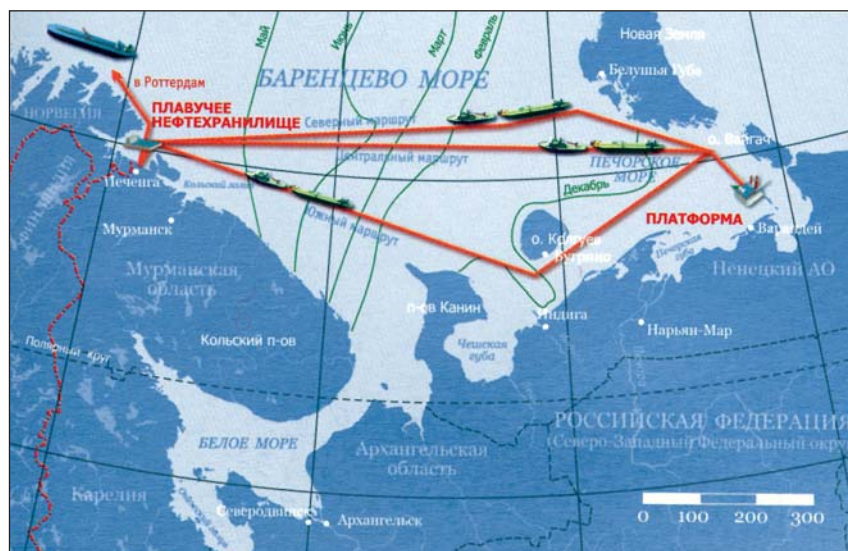 Новая Земля
Белушья Губа
Май
Июнь
Март
Февраль
БАРЕНЦЕВО МОРЕ
в Роттердам
НОРВЕГИЯ
ПЛАВУЧЕЕ
НЕФТЕХРАНИЛИЩЕ
Северный маршрут
о. Вайгач
Центральный маршрут
ПЕЧОРСКОЕ
МОРЕ
ФИНЛЯНДИЯ
Печенга
Кольский залив
Декабрь
Южный маршрут
ПЛАТФОРМА
Мурманск
Варандей
о. Колгуев
Бугрино
Печорская
губа
Ненецкий АО
Мурманская
область
п-ов Канин
Индига
Нарьян-Мар
Кольский п-ов
Чешская
губа
Полярный круг
РОССИЙСКАЯ ФЕДЕРАЦИЯ
(Северо-Западный Федеральный округ
БЕЛОЕ МОРЕ
Архангельская
область
Карелия
Северодвинск
Архангельск
0 100 200 300